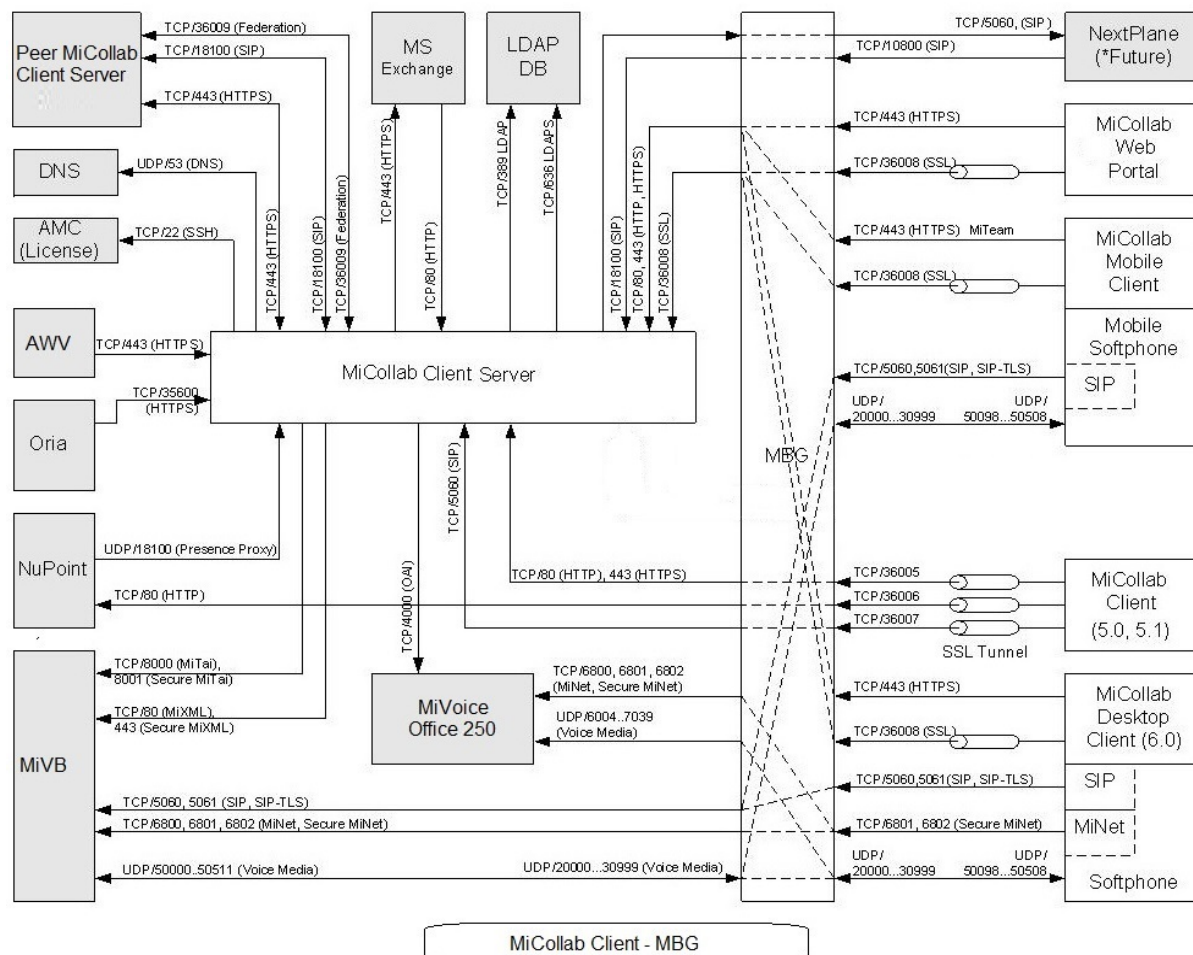 TCP/36009 (Federation)
TCP/18100 (SIP)
TCP/443 (HTTPS)
Peer MiCollab
Client Server
MS
Exchange
LDAP
DB
TCP/5060, (SIP)
TCP/10800 (SIP)
NextPlane
(*Future)
DNS
UDP/53 (DNS)
AMC
(License)
TCP/22 (SSH)
TCP/443 (HTTPS)
TCP/18100 (SIP)
TCP/36009 (Federation)
TCP/443 (HTTPS)
TCP/80 (HTTP)
TCP/389 LDAP
TCP/636 LDAPS
TCP/18100 (SIP)
TCP/80, 443 (HTTP, HTTPS)
TCP/36008 (SSL)
TCP/443 (HTTPS)
TCP/36008 (SSL)
MiCollab
Web
Portal
TCP/443 (HTTPS) MiTeam
TCP/36008 (SSL)
MiCollab
Mobile
Client
Mobile
Softphone
TCP/5060,5061(SIP, SIP-TLS)
SIP
UDP/
20000...30999
UDP/
50098...50508
AWV
TCP/443 (HTTPS)
MiCollab Client Server
Oria
TCP/35600
(HTTPS)
MBG
NuPoint
UDP/18100 (Presence Proxy)
TCP/80 (HTTP)
TCP/4000 (OAI)
TCP/5060 (SIP)
TCP/80 (HTTP), 443 (HTTPS)
TCP/36005
TCP/36006
TCP/36007
SSL Tunnel
MiCollab
Client
(5.0, 5.1)
MiVB
TCP/8000 (MiTai),
8001 (Secure MiTai)
TCP/80 (MiXML),
443 (Secure MiXML)
MiVoice
Office 250
TCP/6800, 6801, 6802
(MiNet, Secure MiNet)
UDP/6004..7039
(Voice Media)
TCP/443 (HTTPS)
TCP/36008 (SSL)
MiCollab
Desktop
Client (6.0)
TCP/5060, 5061 (SIP, SIP-TLS)
TCP/5060,5061(SIP, SIP-TLS)
SIP
TCP/6800, 6801, 6802 (MiNet, Secure MiNet)
TCP/6801, 6802 (Secure MiNet)
MiNet
UDP/50000..50511 (Voice Media)
UDP/20000...30999 (Voice Media)
UDP/
20000...30999
UDP/
50098...50508
Softphone
MiCollab Client - MBG